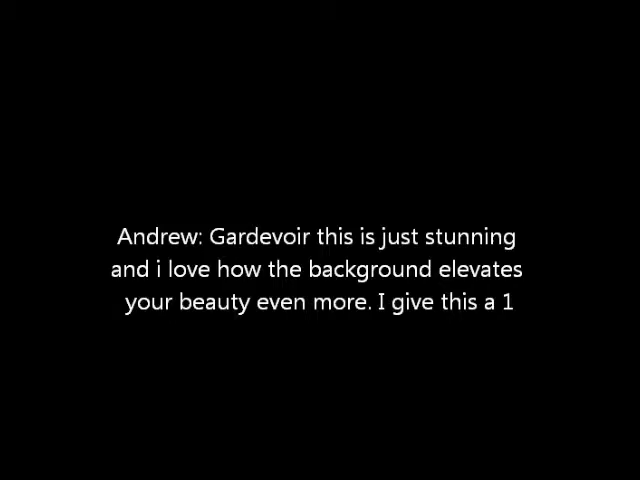 Andrew: Gardevoir this is just stunning
and i love how the background elevates
your beauty even more. I give this a 1